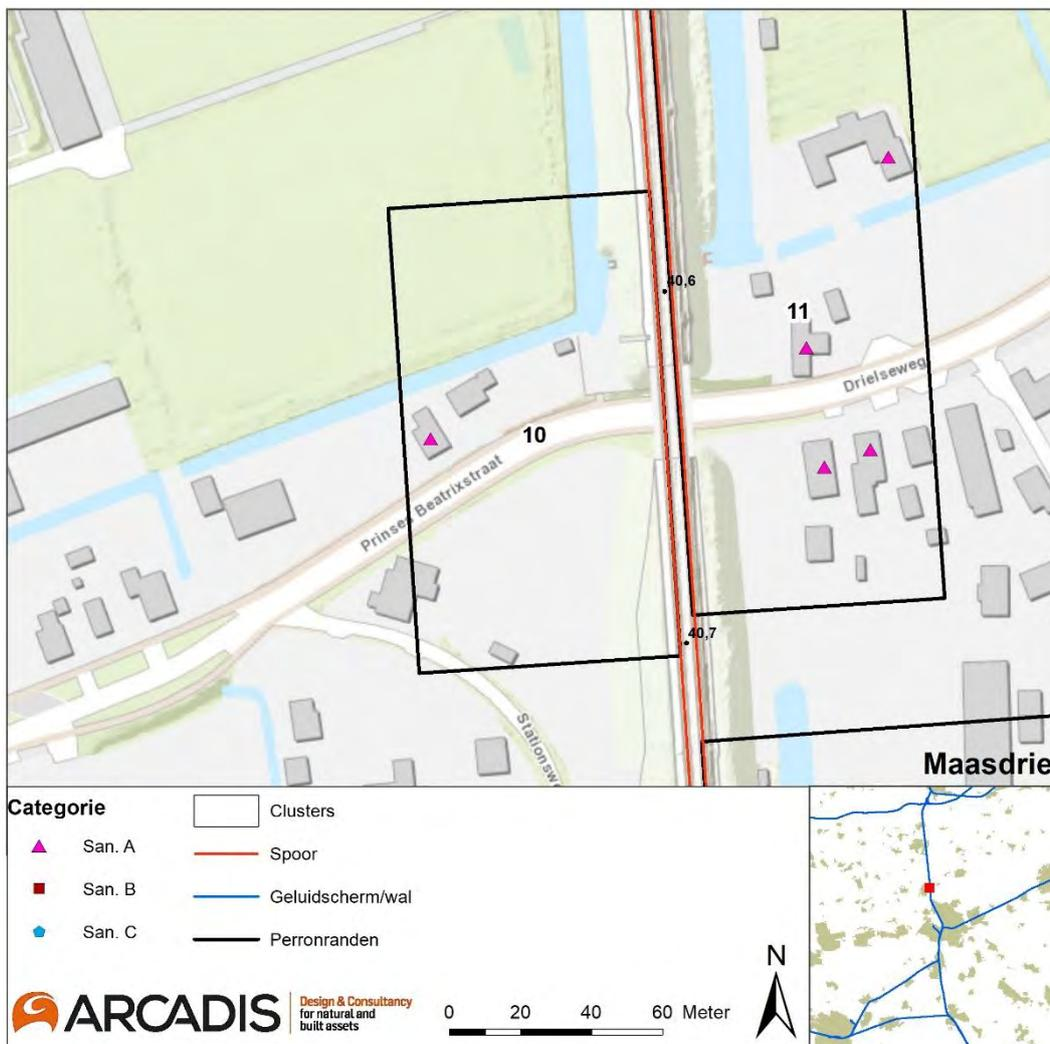 40,6
11
Drielseweg
10
Prinses Beatrixstraat
40,7
Stationswe
Maasdrie
Categorie
San. A
San. B
San. C
Clusters
Spoor
Geluidscherm/wal
Perronranden
ARCADIS
Design & Consultancy
for natural and
built assets
0 20 40 60 Meter
N